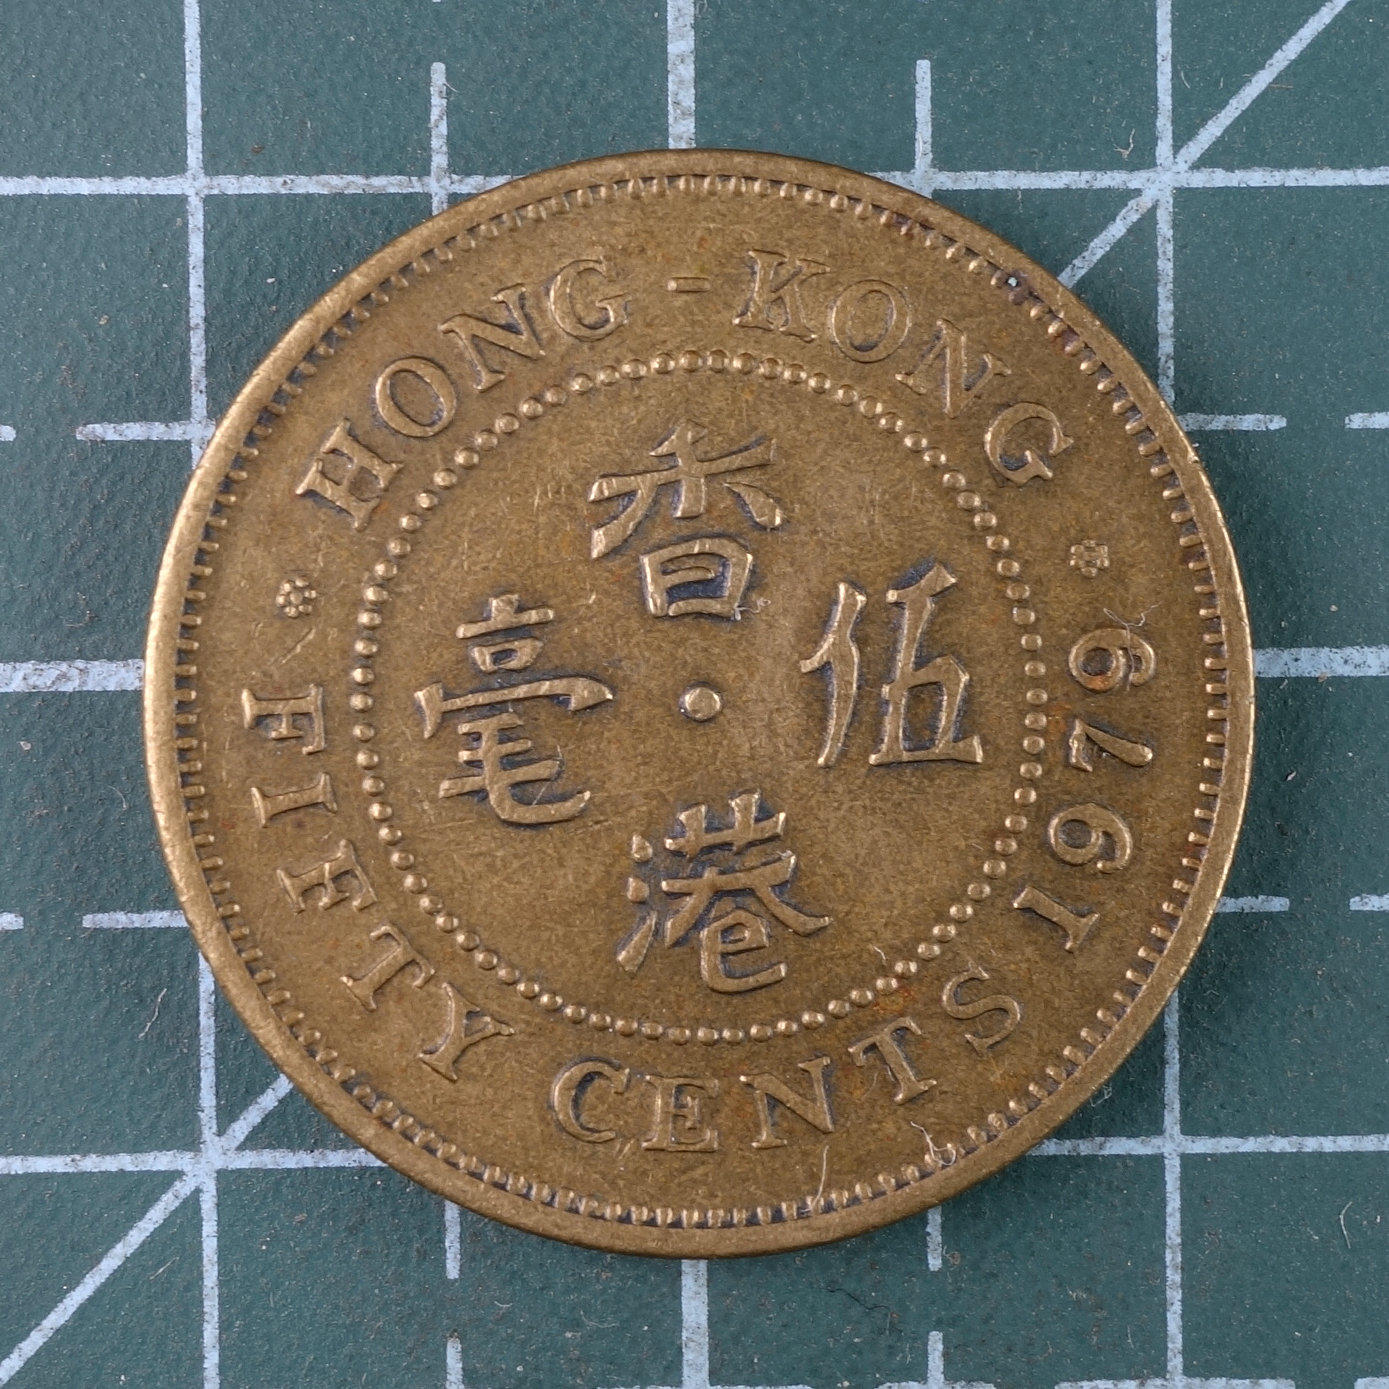 HONG-KONG
FIFTY CENTS 1979
香港
伍毫